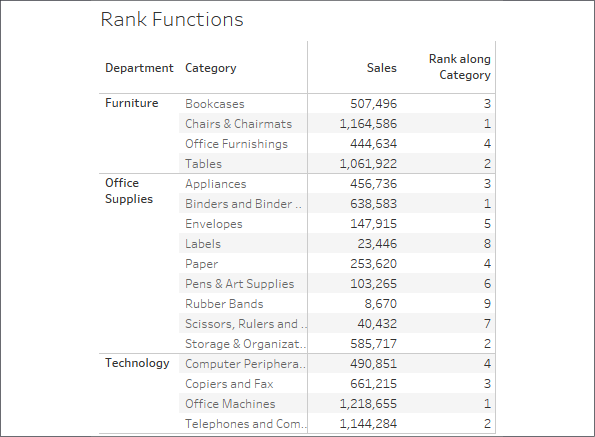 Rank Functions
Rank along
Department Category Sales Category
Furniture Bookcases 507,496 3
Chairs & Chairmats 1,164,586 1
Office Furnishings 444,634 4
Tables 1,061,922 2
Office Appliances 456,736 3
Supplies Binders and Binder .. 638,583 1
Envelopes 147,915 5
Labels 23,446 8
Paper 253,620 4
Pens & Art Supplies 103,265 6
Rubber Bands 8,670 9
Scissors, Rulers and .. 40,432 7
Storage & Organizat.. 585,717 2
Technology Computer Periphera.. 490,851 4
Copiers and Fax 661,215 3
Office Machines 1,218,655 1
Telephones and Com.. 1,144,284 2